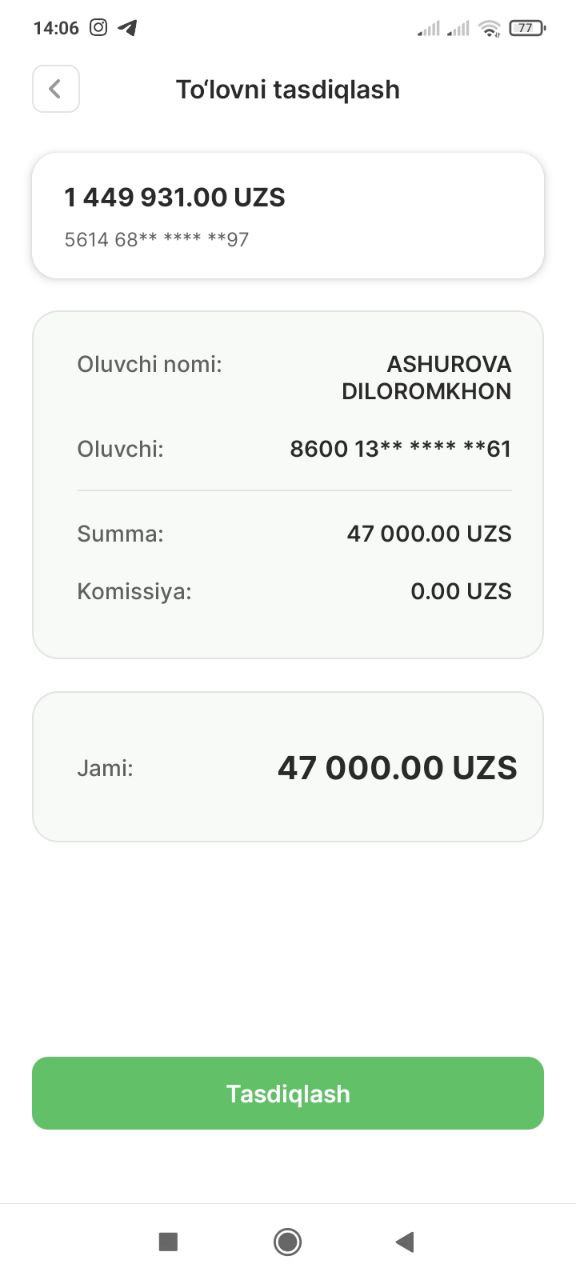 14:06
77
To‘lovni tasdiqlash
1 449 931.00 UZS
5614 68** **** **97
Oluvchi nomi: ASHUROVA
DILOROMKHON
Oluvchi: 8600 13** **** **61
Summa: 47 000.00 UZS
Komissiya: 0.00 UZS
Jami: 47 000.00 UZS
Tasdiqlash